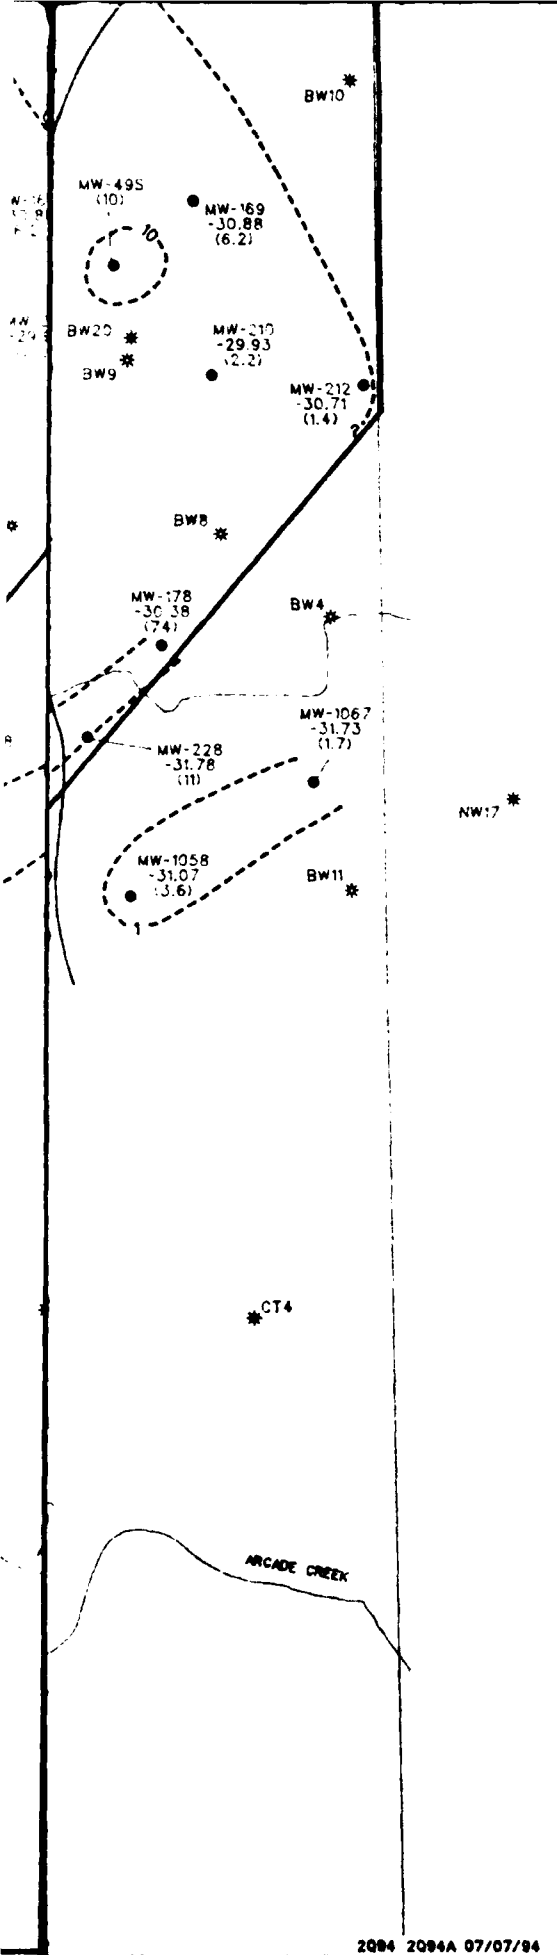 BW10
MW-49S
(10)
MW-169
-30.88
(6.2)
10
BW20
BW9
MW-210
-29.93
(2.2)
MW-212
-30.71
(1.4)
BW8
MW-178
-30.38
(74)
BW4
MW-1067
-31.73
(1.7)
MW-228
-31.78
(11)
NW17
MW-1058
-31.07
(3.6)
BW11
1
CT4
ARCADE CREEK
2Q94 2Q94A 07/07/94